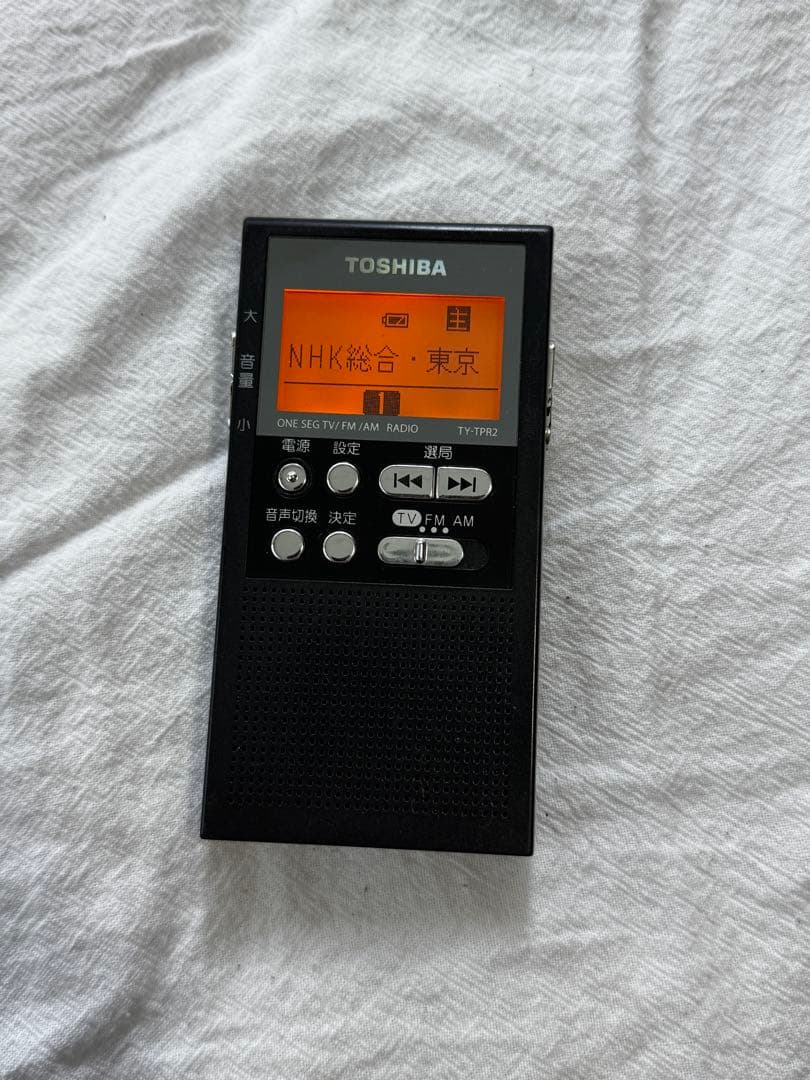 TOSHIBA
主
NHK総合・東京
1
ONE SEG TV/ FM /AM RADIO TY-TPR2
大
音量
小
電源 設定 選局
音声切換 決定 TV FM AM